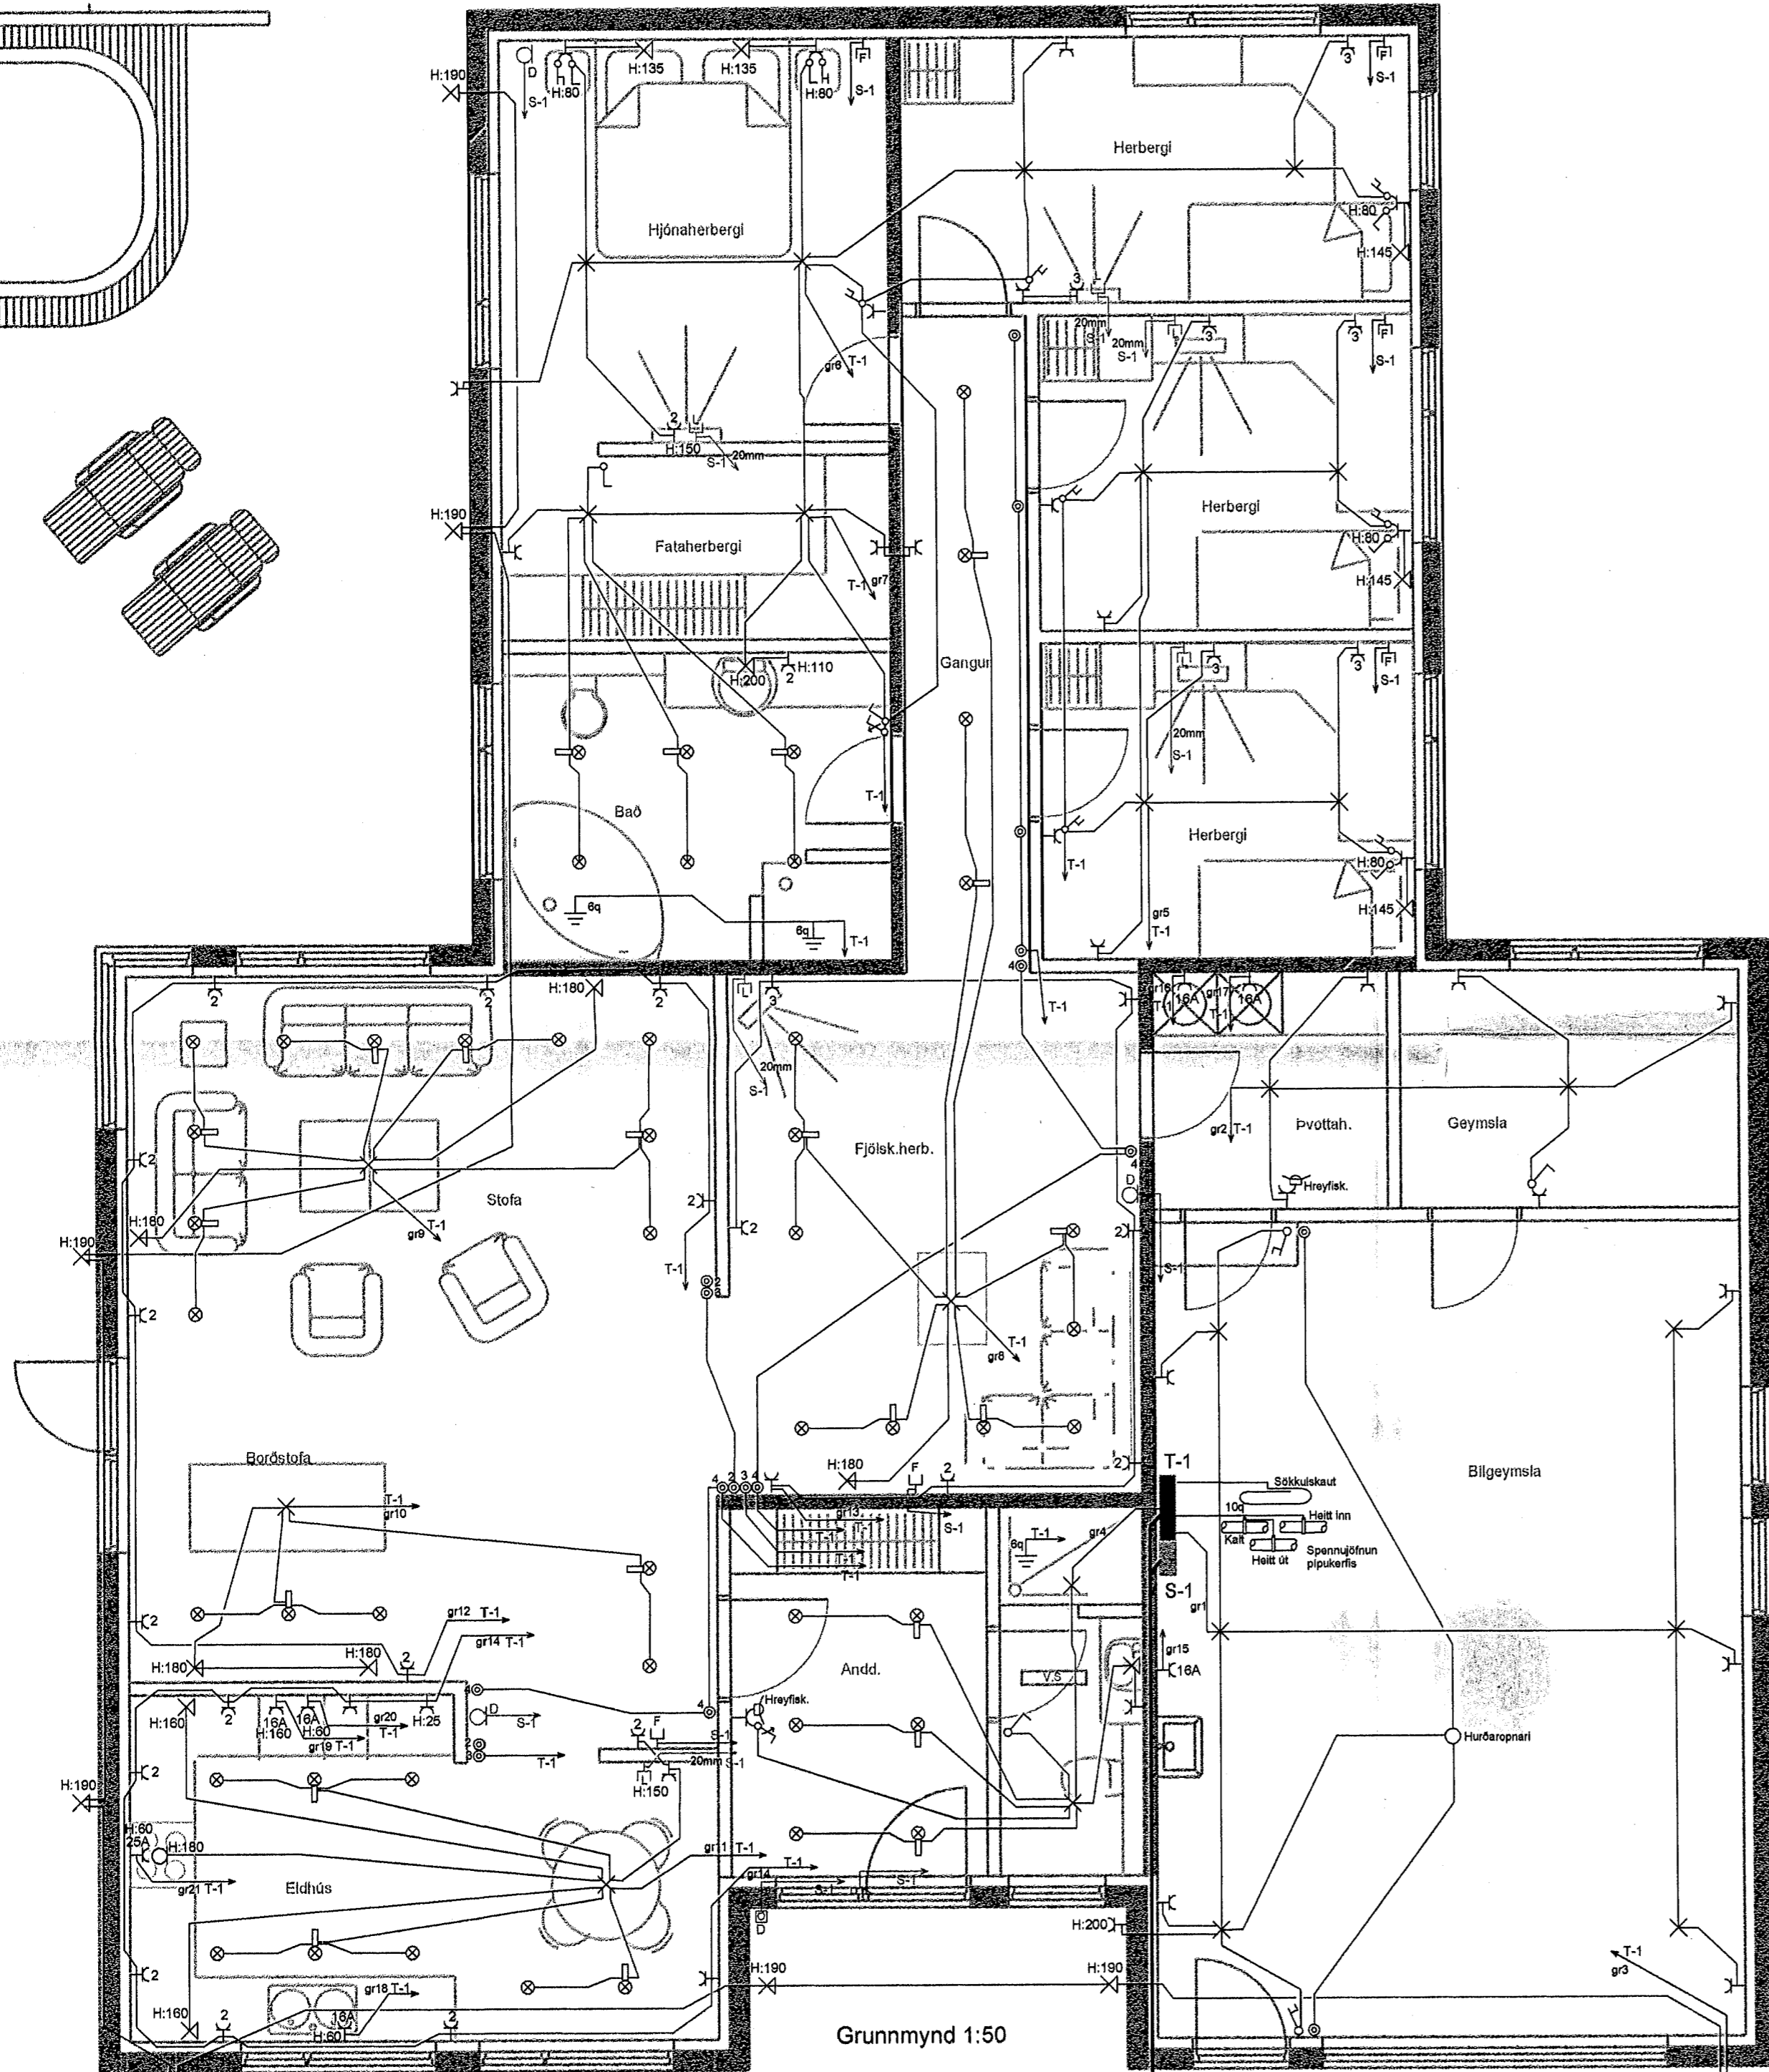 H:190
D
S-1
H:80
H:135
H:135
H:80
F
S-1
3
F
S-1
Herbergi
Hjónaherbergi
H:80
H:145
3
20mm
S-1
20mm
S-1
3
3
F
S-1
gr6
T-1
2
H:150
S-1
20mm
H:190
Fataherbergi
T-1
gr7
Herbergi
H:80
H:145
Gangur
H:200
2
H:110
3
3
F
S-1
20mm
S-1
T-1
Bað
Herbergi
T-1
H:80
H:145
6q
6q
T-1
gr5
T-1
4
2
2
H:180
L
3
T-1
gr16
T-1
16A
gr17
T-1
16A
20mm
S-1
2
Stofa
Fjölsk.herb.
gr2
T-1
Þvottah.
Geymsla
4
D
Hreyfisk.
H:180
H:190
T-1
gr9
2
2
2
S-1
T-1
2
3
2
T-1
gr8
Borðstofa
T-1
gr10
H:180
F
2
2
4
2
3
4
T-1
Bílgeymsla
Sökkulskaut
10q
Heitt Inn
Kalt
Heitt út
Spennujöfnun
pípukerfis
S-1
gr1
gr13
T-1
T-1
T-1
T-1
S-1
T-1
6q
gr4
2
gr12
T-1
gr14
T-1
H:180
H:180
2
Andd.
V.S
gr15
16A
H:160
2
16A
H:160
16A
H:60
gr20
T-1
gr19
T-1
H:25
4
D
S-1
4
Hreyfisk.
2
3
T-1
2
F
S-1
20mm
S-1
L
H:150
Hurðaropnari
2
H:190
H:60
25A
H:180
gr21
T-1
Eldhús
gr11
T-1
gr14
T-1
S-1
S-1
D
H:200
2
H:190
H:190
T-1
gr3
gr18
T-1
H:160
2
16A
H:60
2
Grunnmynd 1:50